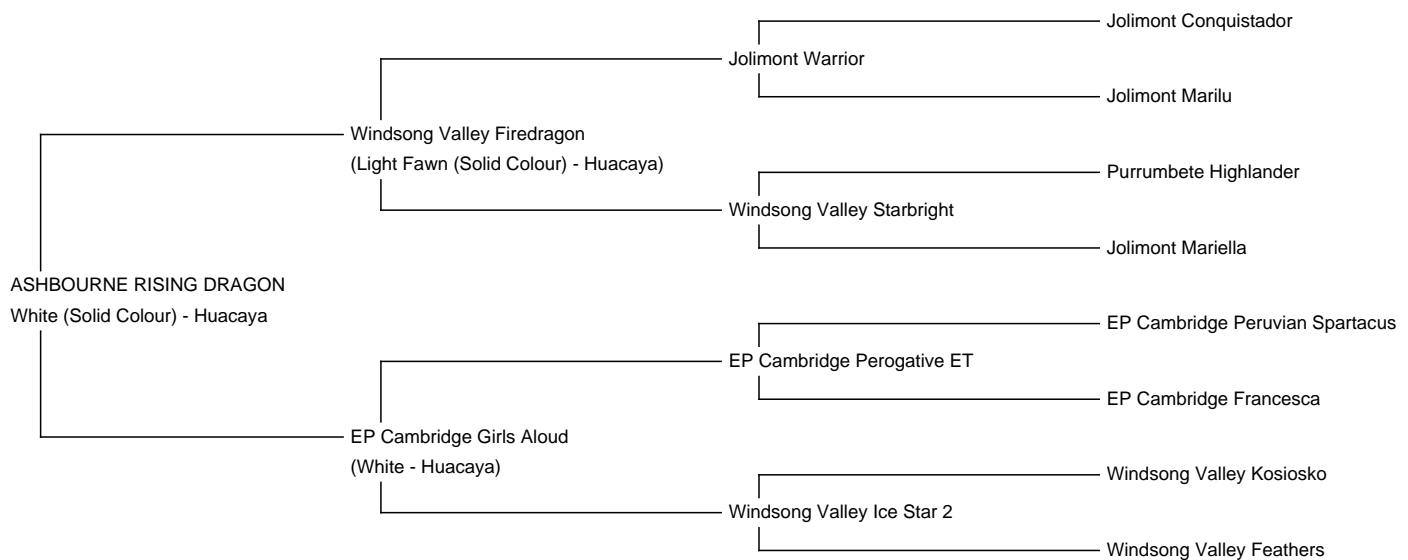 Jolimont Conquistador
Jolimont Warrior
Jolimont Marilu
Windsong Valley Firedragon
(Light Fawn (Solid Colour) - Huacaya)
Purrumbete Highlander
Windsong Valley Starbright
Jolimont Mariella
ASHBOURNE RISING DRAGON
White (Solid Colour) - Huacaya
EP Cambridge Peruvian Spartacus
EP Cambridge Perogative ET
EP Cambridge Francesca
EP Cambridge Girls Aloud
(White - Huacaya)
Windsong Valley Kosiosko
Windsong Valley Ice Star 2
Windsong Valley Feathers